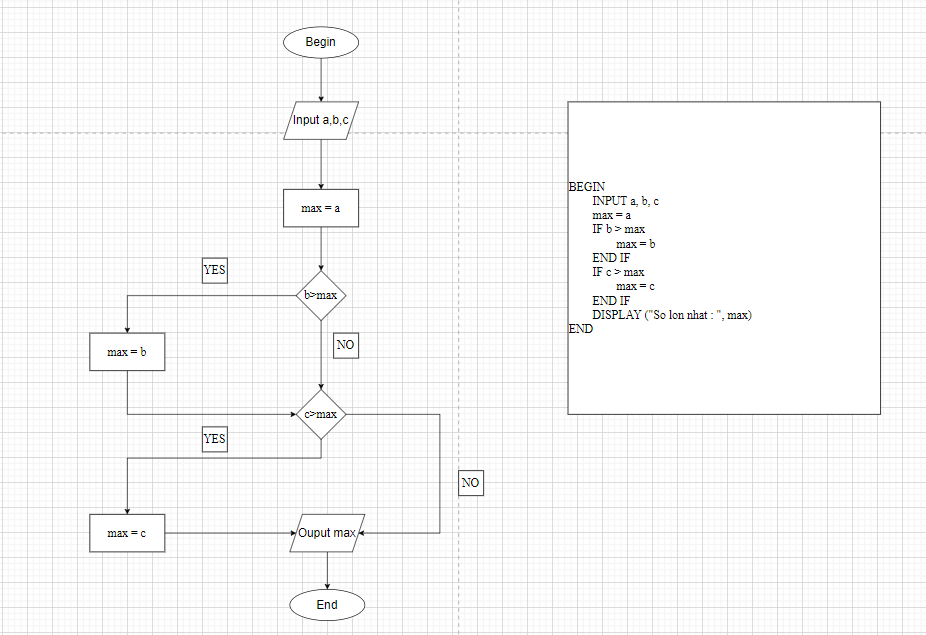 Begin
Input a,b,c
max = a
YES
b>max
NO
max = b
c>max
YES
NO
max = c
Ouput max
End
BEGIN
INPUT a, b, c
max = a
IF b > max
max = b
END IF
IF c > max
max = c
END IF
DISPLAY ("So lon nhat : ", max)
END